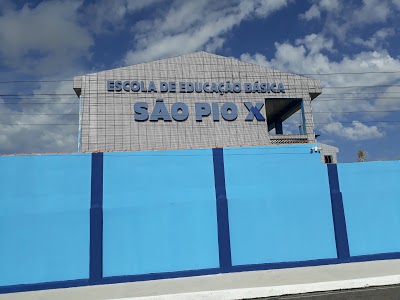 ESCOLA DE EDUCAÇÃO BÁSICA
SÃO PIO X